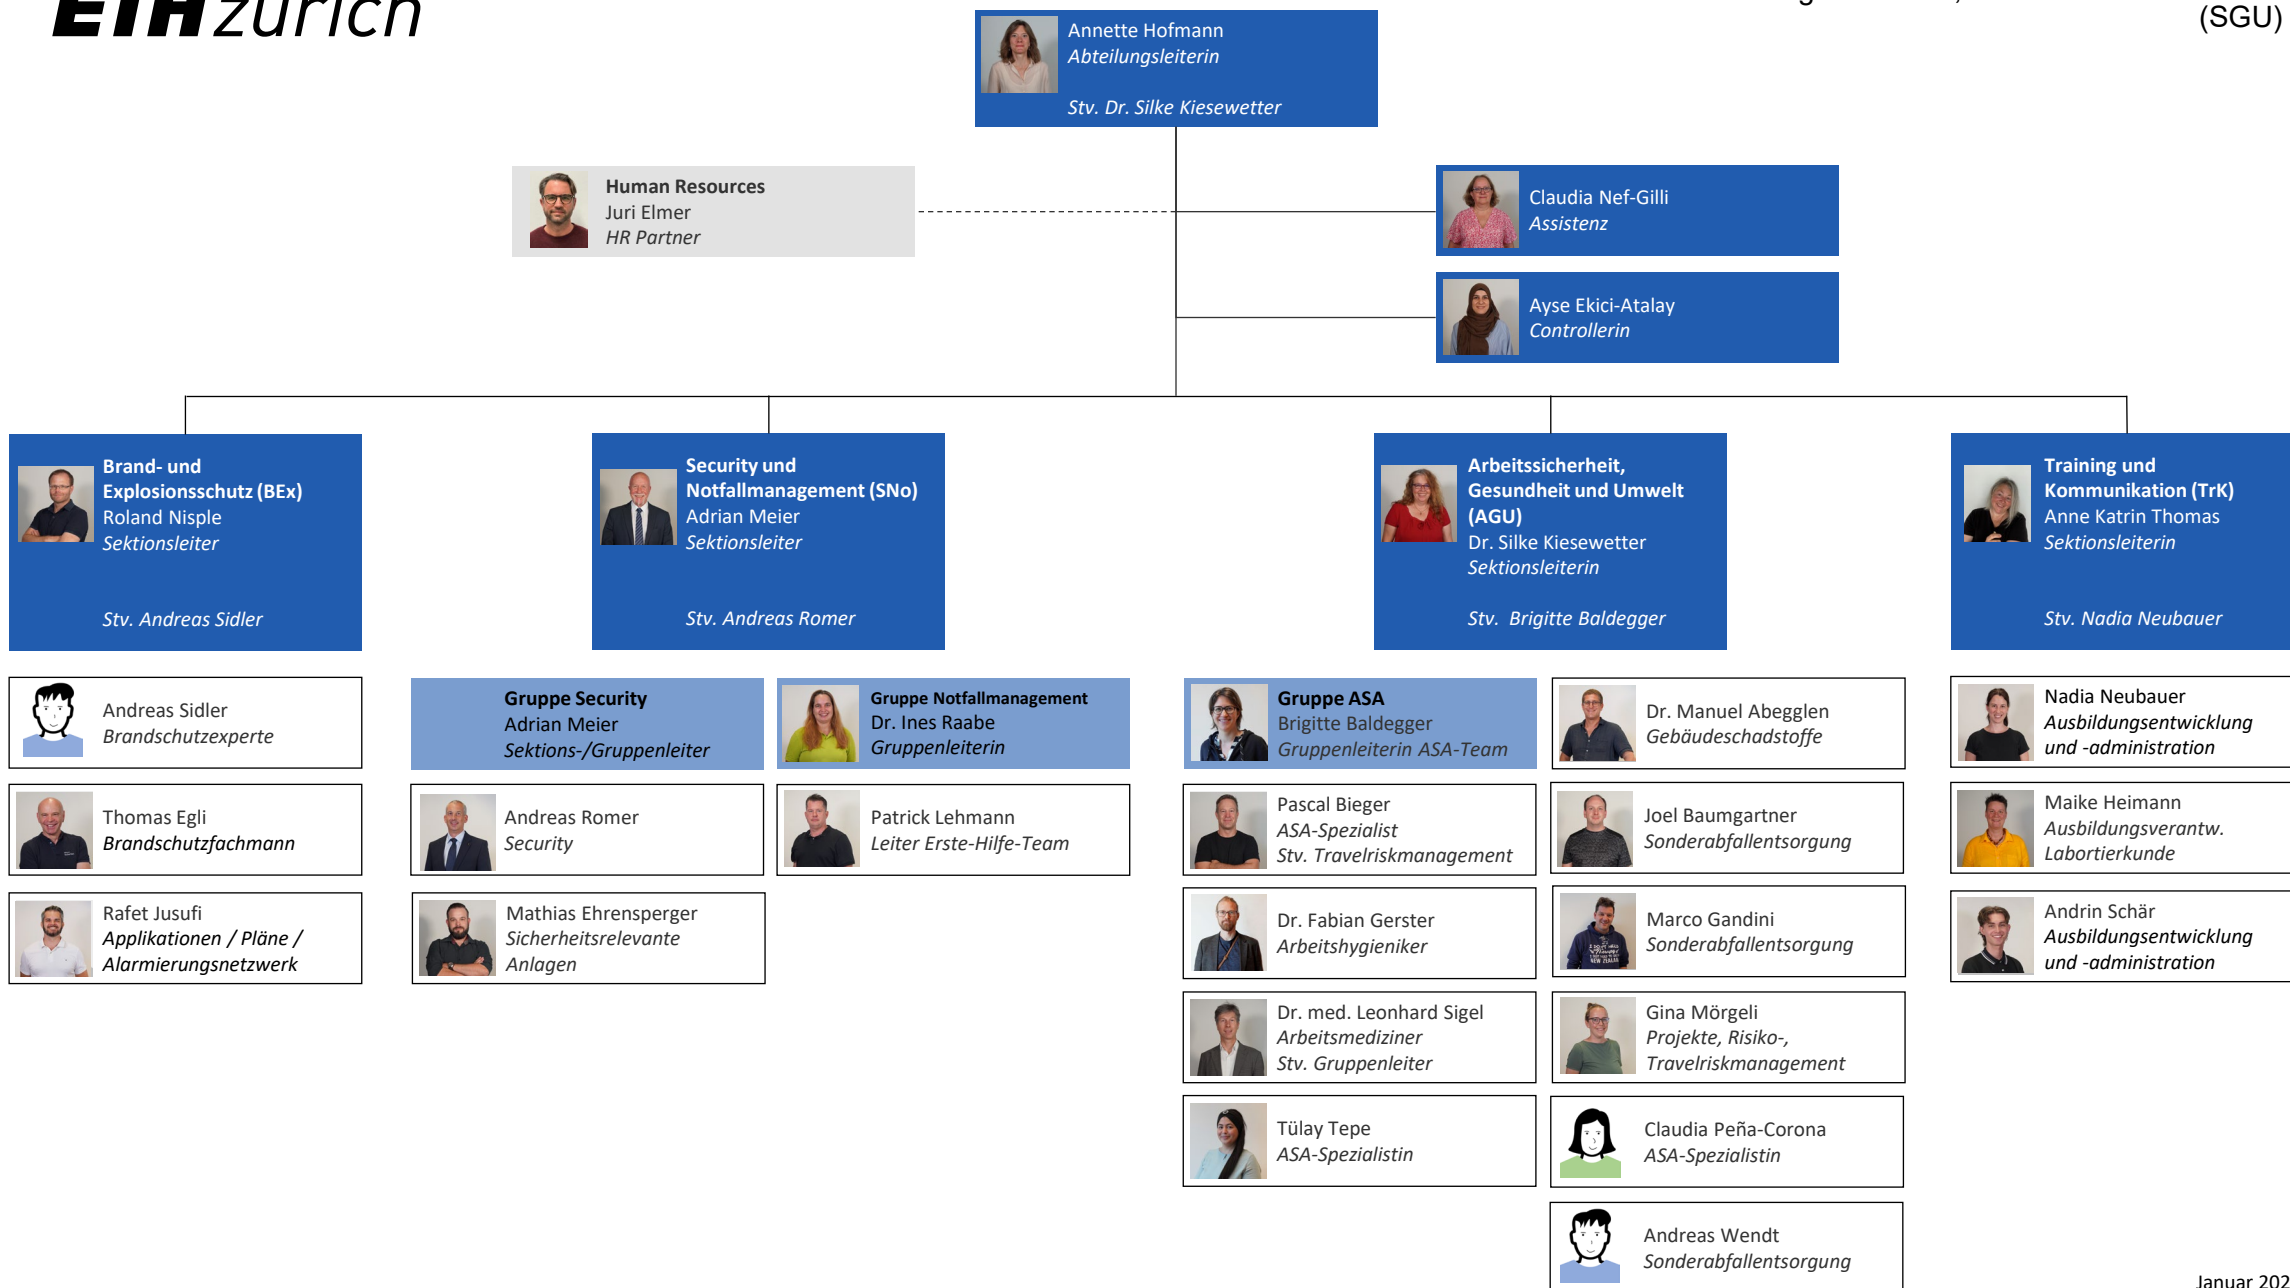 ETH zürich
(SGU)
Annette Hofmann
Abteilungsleiterin
Stv. Dr. Silke Kiesewetter
Human Resources
Juri Elmer
HR Partner
Claudia Nef-Gilli
Assistenz
Ayse Ekici-Atalay
Controllerin
Brand- und
Explosionsschutz (BEx)
Roland Nisple
Sektionsleiter
Stv. Andreas Sidler
Security und
Notfallmanagement (SNo)
Adrian Meier
Sektionsleiter
Stv. Andreas Romer
Arbeitssicherheit,
Gesundheit und Umwelt
(AGU)
Dr. Silke Kiesewetter
Sektionsleiterin
Stv. Brigitte Baldegger
Training und
Kommunikation (TrK)
Anne Katrin Thomas
Sektionsleiterin
Stv. Nadia Neubauer
Andreas Sidler
Brandschutzexperte
Thomas Egli
Brandschutzfachmann
Rafet Jusufi
Applikationen / Pläne /
Alarmierungsnetzwerk
Gruppe Security
Adrian Meier
Sektions-/Gruppenleiter
Andreas Romer
Security
Mathias Ehrensperger
Sicherheitsrelevante
Anlagen
Gruppe Notfallmanagement
Dr. Ines Raabe
Gruppenleiterin
Patrick Lehmann
Leiter Erste-Hilfe-Team
Gruppe ASA
Brigitte Baldegger
Gruppenleiterin ASA-Team
Pascal Bieger
ASA-Spezialist
Stv. Travelriskmanagement
Dr. Fabian Gerster
Arbeitshygieniker
Dr. med. Leonhard Sigel
Arbeitsmediziner
Stv. Gruppenleiter
Tülay Tepe
ASA-Spezialistin
Dr. Manuel Abegglen
Gebäudeschadstoffe
Joel Baumgartner
Sonderabfallentsorgung
Marco Gandini
Sonderabfallentsorgung
Gina Mörgeli
Projekte, Risiko-,
Travelriskmanagement
Claudia Peña-Corona
ASA-Spezialistin
Andreas Wendt
Sonderabfallentsorgung
Nadia Neubauer
Ausbildungsentwicklung
und -administration
Maike Heimann
Ausbildungsverantw.
Labortierkunde
Andrin Schär
Ausbildungsentwicklung
und -administration
Januar 202